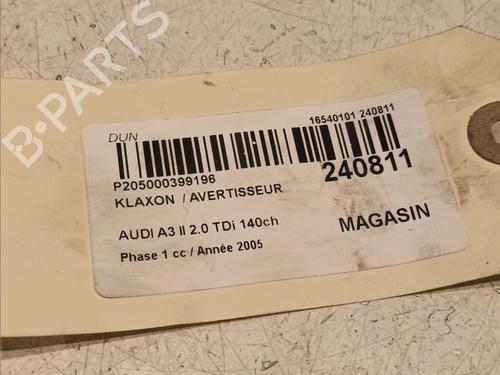 B-PARTS
DUN
16540101 240811
P205000399196
240811
KLAXON / AVERTISSEUR
AUDI A3 II 2.0 TDi 140ch
MAGASIN
Phase 1 cc / Année 2005